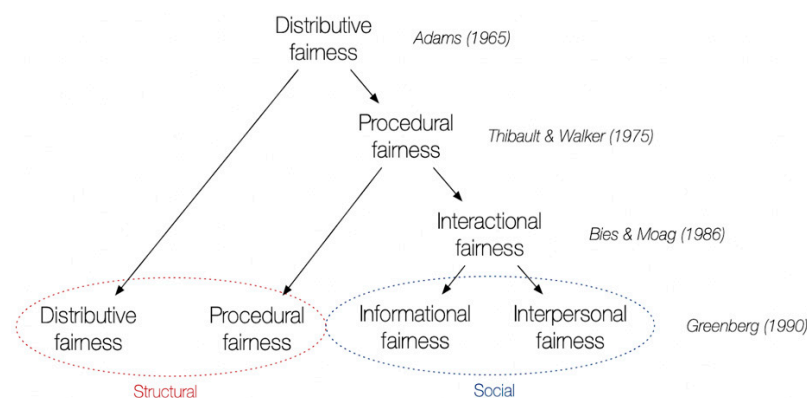 Distributive
fairness
Adams (1965)
Procedural
fairness
Thibault & Walker (1975)
Interactional
fairness
Bies & Moag (1986)
Distributive
fairness
Procedural
fairness
Informational
fairness
Interpersonal
fairness
Greenberg (1990)
Structural
Social